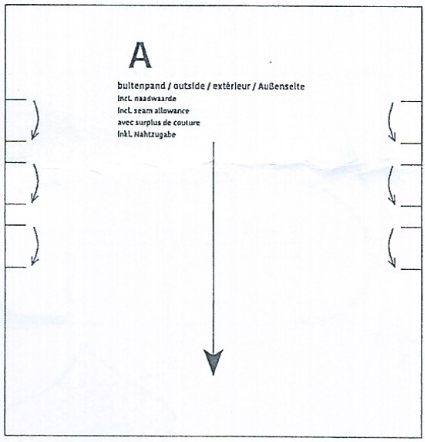 A
buitenpand / outside / extérieur / Außenseite
incl. naadwaarde
incl. seam allowance
avec surplus de couture
inkl. Nahtzugabe